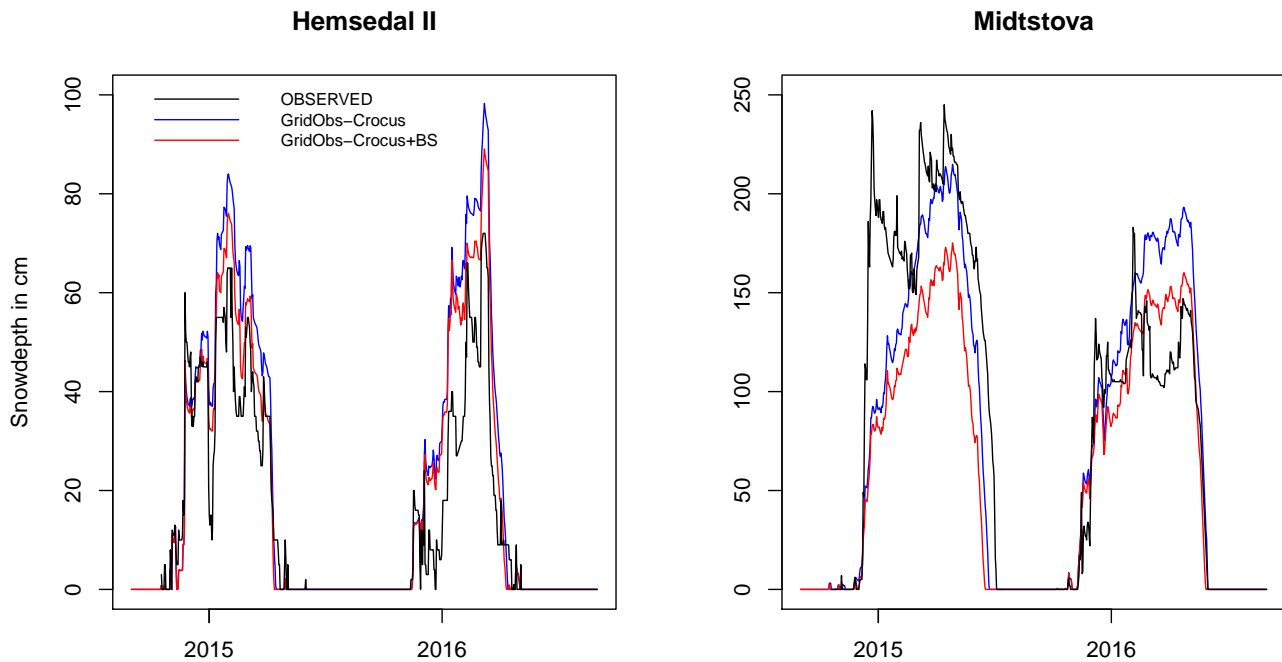 Hemsedal II
Midtstova
Snowdepth in cm
100
80
60
40
20
0
OBSERVED
GridObs−Crocus
GridObs−Crocus+BS
2015
2016
250
200
150
100
50
0
2015
2016